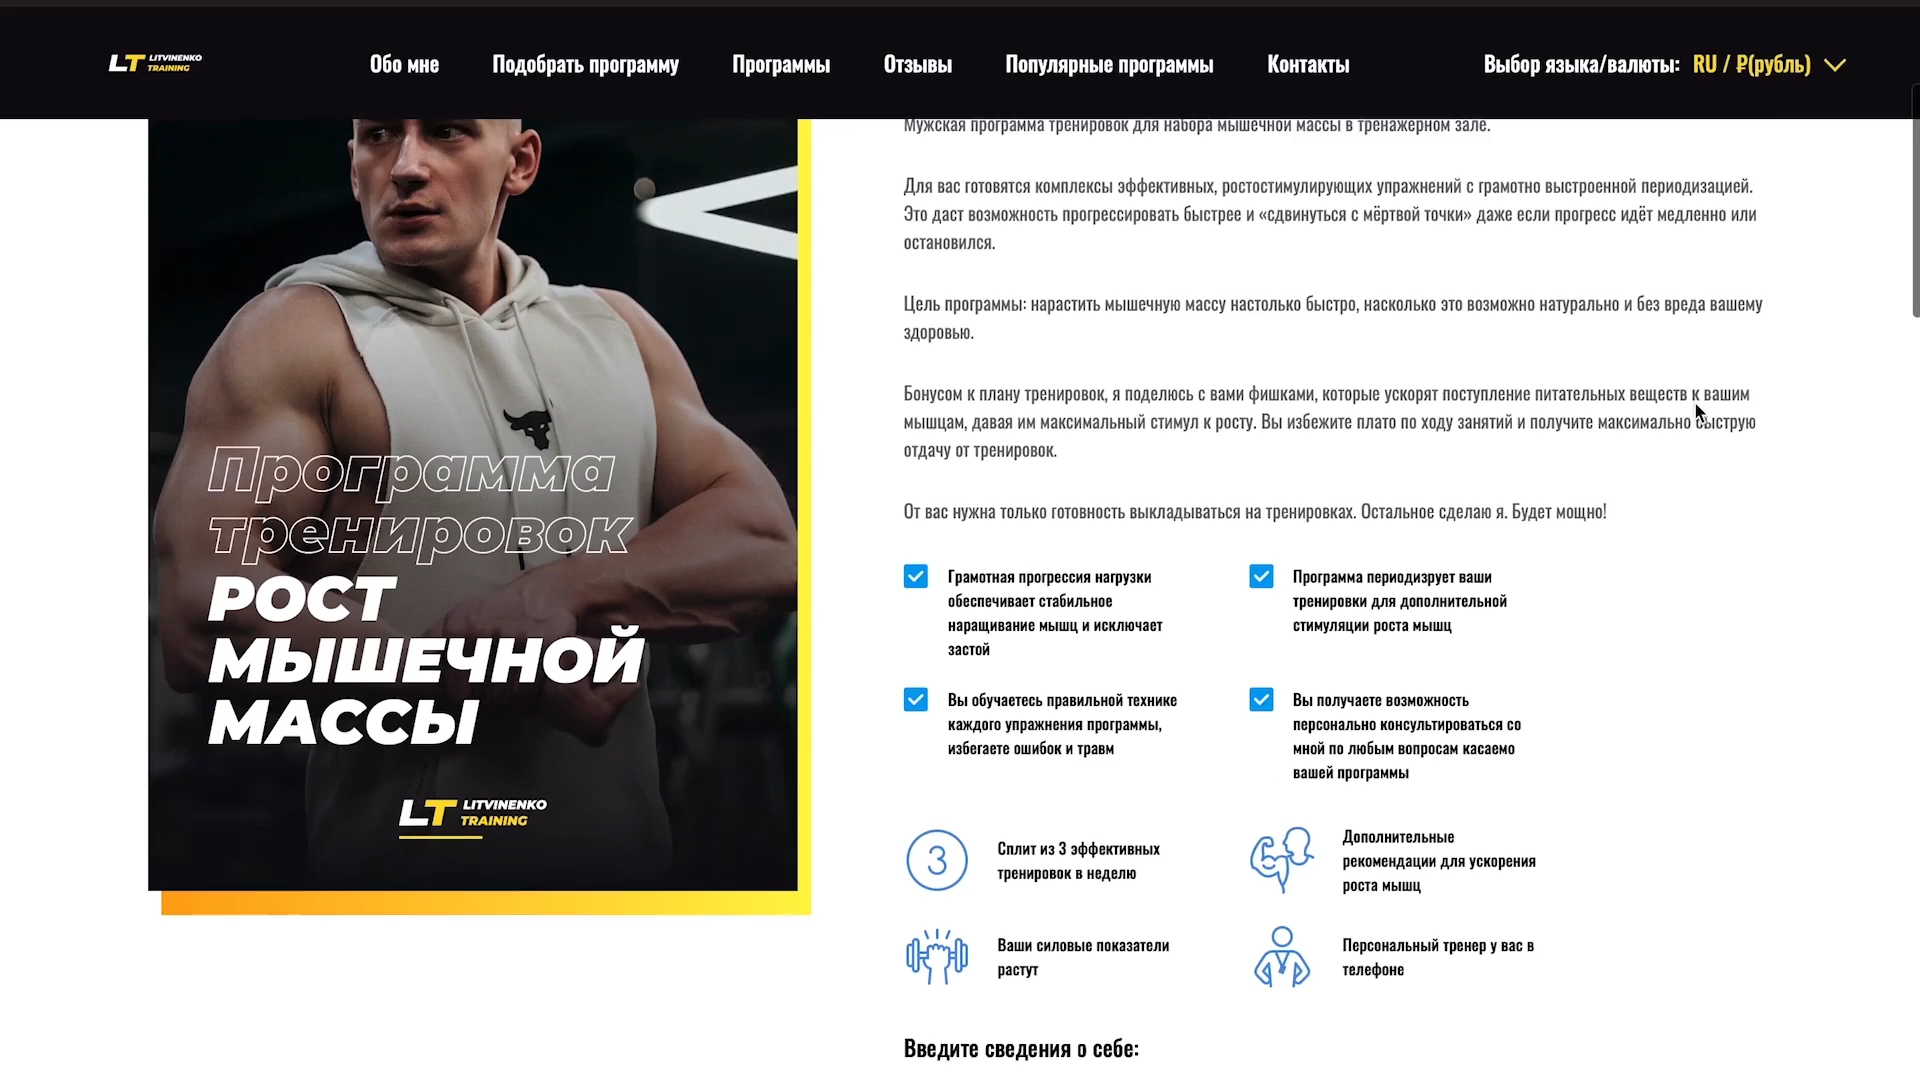 LT LITVINENKO TRAINING
Обо мне
Подобрать программу
Программы
Отзывы
Популярные программы
Контакты
Выбор языка/валюты: RU / ₽(рубль)
Программа
тренировок
РОСТ
МЫШЕЧНОЙ
МАССЫ
LT LITVINENKO
TRAINING
Мужская программа тренировок для набора мышечной массы в тренажерном зале.
Для вас готовятся комплексы эффективных, ростостимулирующих упражнений с грамотно выстроенной периодизацией.
Это даст возможность прогрессировать быстрее и «сдвинуться с мёртвой точки» даже если прогресс идёт медленно или
остановился.
Цель программы: нарастить мышечную массу настолько быстро, насколько это возможно натурально и без вреда вашему
здоровью.
Бонусом к плану тренировок, я поделюсь с вами фишками, которые ускорят поступление питательных веществ к вашим
мышцам, давая им максимальный стимул к росту. Вы избежите плато по ходу занятий и получите максимально быструю
отдачу от тренировок.
От вас нужна только готовность выкладываться на тренировках. Остальное сделаю я. Будет мощно!
Грамотная прогрессия нагрузки
обеспечивает стабильное
наращивание мышц и исключает
застой
Программа периодизрует ваши
тренировки для дополнительной
стимуляции роста мышц
Вы обучаетесь правильной технике
каждого упражнения программы,
избегаете ошибок и травм
Вы получаете возможность
персонально консультироваться со
мной по любым вопросам касаемо
вашей программы
3
Сплит из 3 эффективных
тренировок в неделю
Дополнительные
рекомендации для ускорения
роста мышц
Ваши силовые показатели
растут
Персональный тренер у вас в
телефоне
Введите сведения о себе: